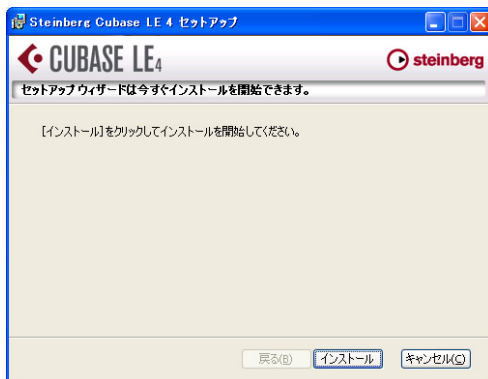 Steinberg Cubase LE 4 セットアップ
CUBASE LE4
steinberg
セットアップ ウィザードは今すぐインストールを開始できます。
[インストール]をクリックしてインストールを開始してください。
戻る(B)
インストール
キャンセル(C)